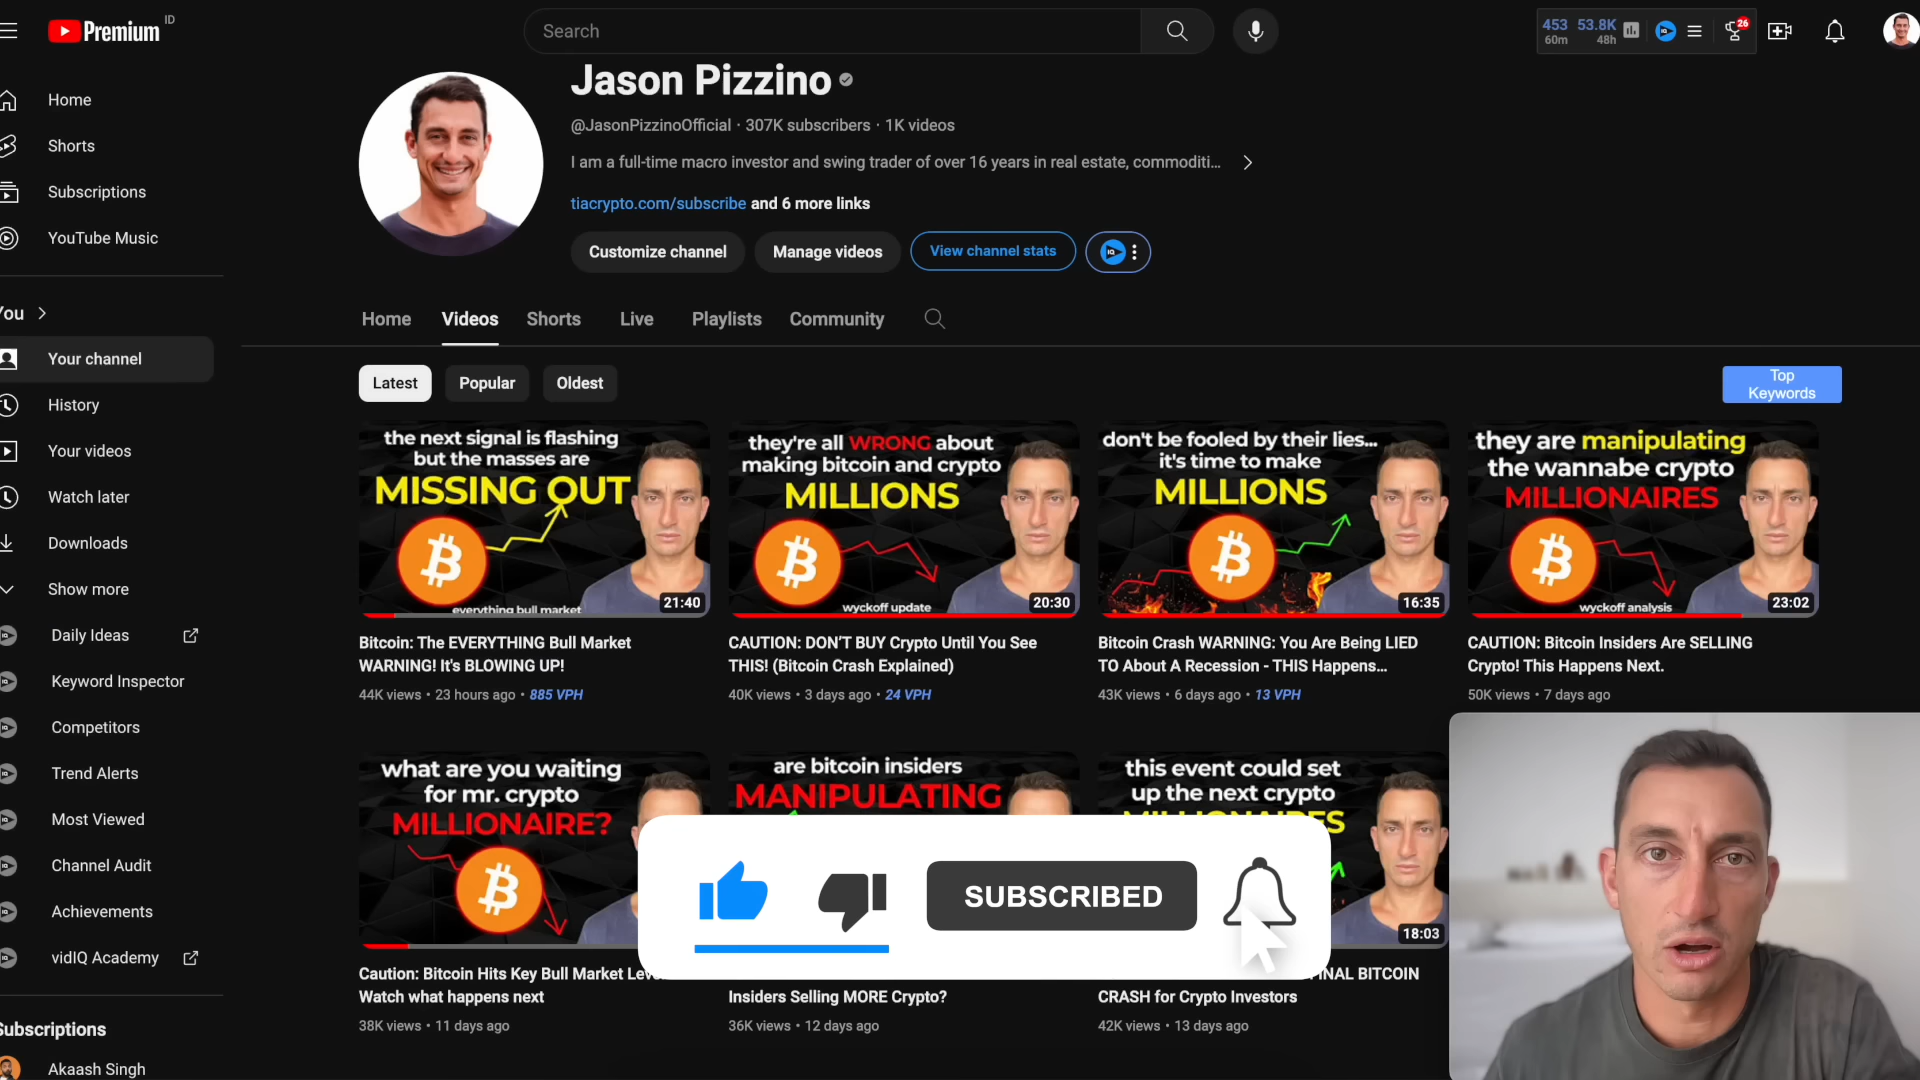 Premium ID
Search
453 53.8K
60m 48h
26
Home
Shorts
Subscriptions
YouTube Music
You
Your channel
History
Your videos
Watch later
Downloads
Show more
Daily Ideas
Keyword Inspector
Competitors
Trend Alerts
Most Viewed
Channel Audit
Achievements
vidIQ Academy
Subscriptions
Akaash Singh
Jason Pizzino
@JasonPizzinoOfficial · 307K subscribers · 1K videos
I am a full-time macro investor and swing trader of over 16 years in real estate, commoditi...
tiacrypto.com/subscribe and 6 more links
Customize channel
Manage videos
View channel stats
Home Videos Shorts Live Playlists Community
Latest Popular Oldest
Top
Keywords
the next signal is flashing
but the masses are
MISSING OUT
everything bull market
21:40
Bitcoin: The EVERYTHING Bull Market
WARNING! It's BLOWING UP!
44K views • 23 hours ago • 885 VPH
they're all WRONG about
making bitcoin and crypto
MILLIONS
wyckoff update
20:30
CAUTION: DON'T BUY Crypto Until You See
THIS! (Bitcoin Crash Explained)
40K views • 3 days ago • 24 VPH
don't be fooled by their lies...
it's time to make
MILLIONS
16:35
Bitcoin Crash WARNING: You Are Being LIED
TO About A Recession - THIS Happens...
43K views • 6 days ago • 13 VPH
they are manipulating
the wannabe crypto
MILLIONAIRES
wyckoff analysis
23:02
CAUTION: Bitcoin Insiders Are SELLING
Crypto! This Happens Next.
50K views • 7 days ago
what are you waiting
for mr. crypto
MILLIONAIRE?
Caution: Bitcoin Hits Key Bull Market
Watch what happens next
38K views • 11 days ago
are bitcoin insiders
MANIPULATING
Insiders Selling MORE Crypto?
36K views • 12 days ago
this event could set
up the next crypto
18:03
BITCOIN
CRASH for Crypto Investors
42K views • 13 days ago
SUBSCRIBED